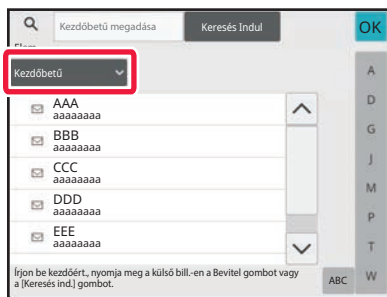 Kezdőbetű megadása
Keresés Indul
OK
Kezdőbetű
A
D
G
J
M
P
T
W
AAA
aaaaaaaa
BBB
aaaaaaaa
CCC
aaaaaaaa
DDD
aaaaaaaa
EEE
aaaaaaaa
Írjon be kezdőért., nyomja meg a külső bill.-en a Bevitel gombot vagy
a [Keresés ind.] gombot.
ABC